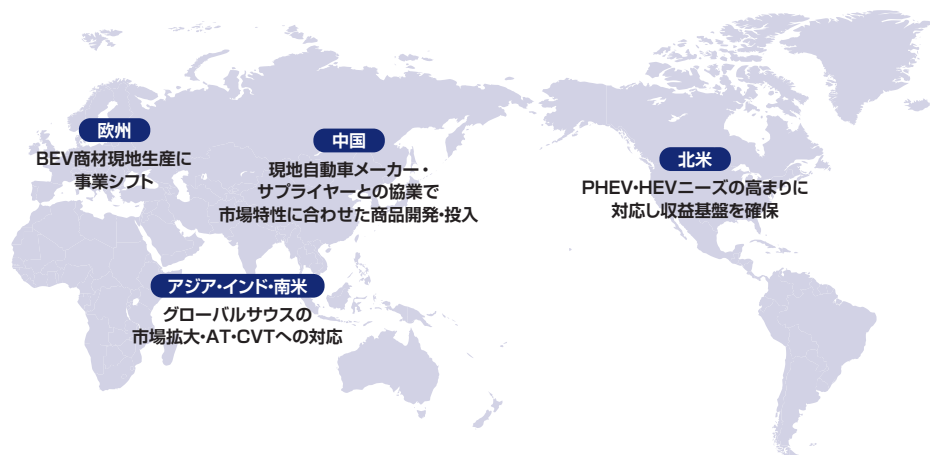 欧州
BEV商材現地生産に
事業シフト
中国
現地自動車メーカー・
サプライヤーとの協業で
市場特性に合わせた商品開発・投入
北米
PHEV・HEVニーズの高まりに
対応し収益基盤を確保
アジア・インド・南米
グローバルサウスの
市場拡大・AT・CVTへの対応